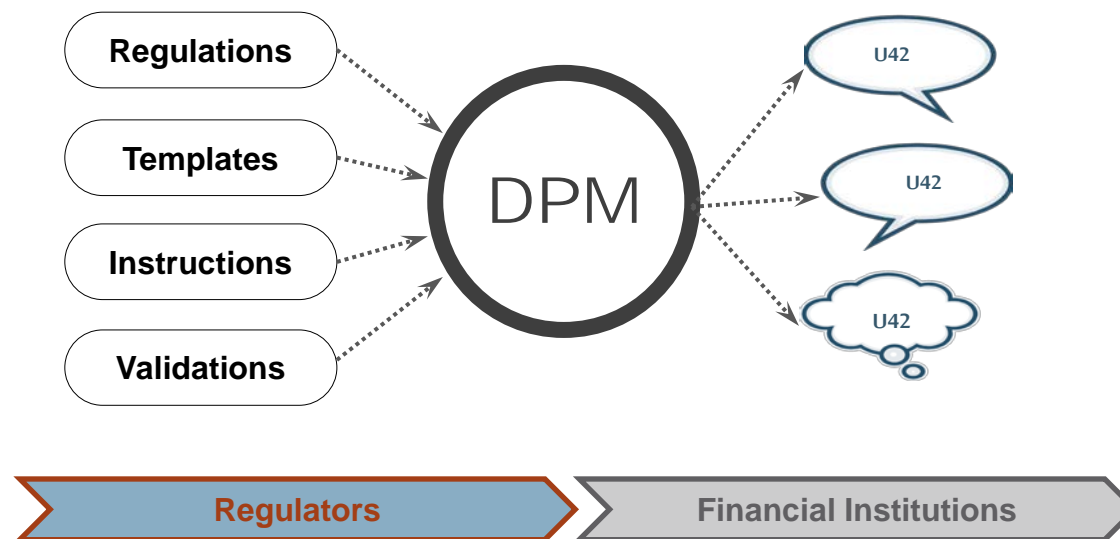 Regulations
Templates
Instructions
Validations
DPM
U42
U42
U42
Regulators
Financial Institutions